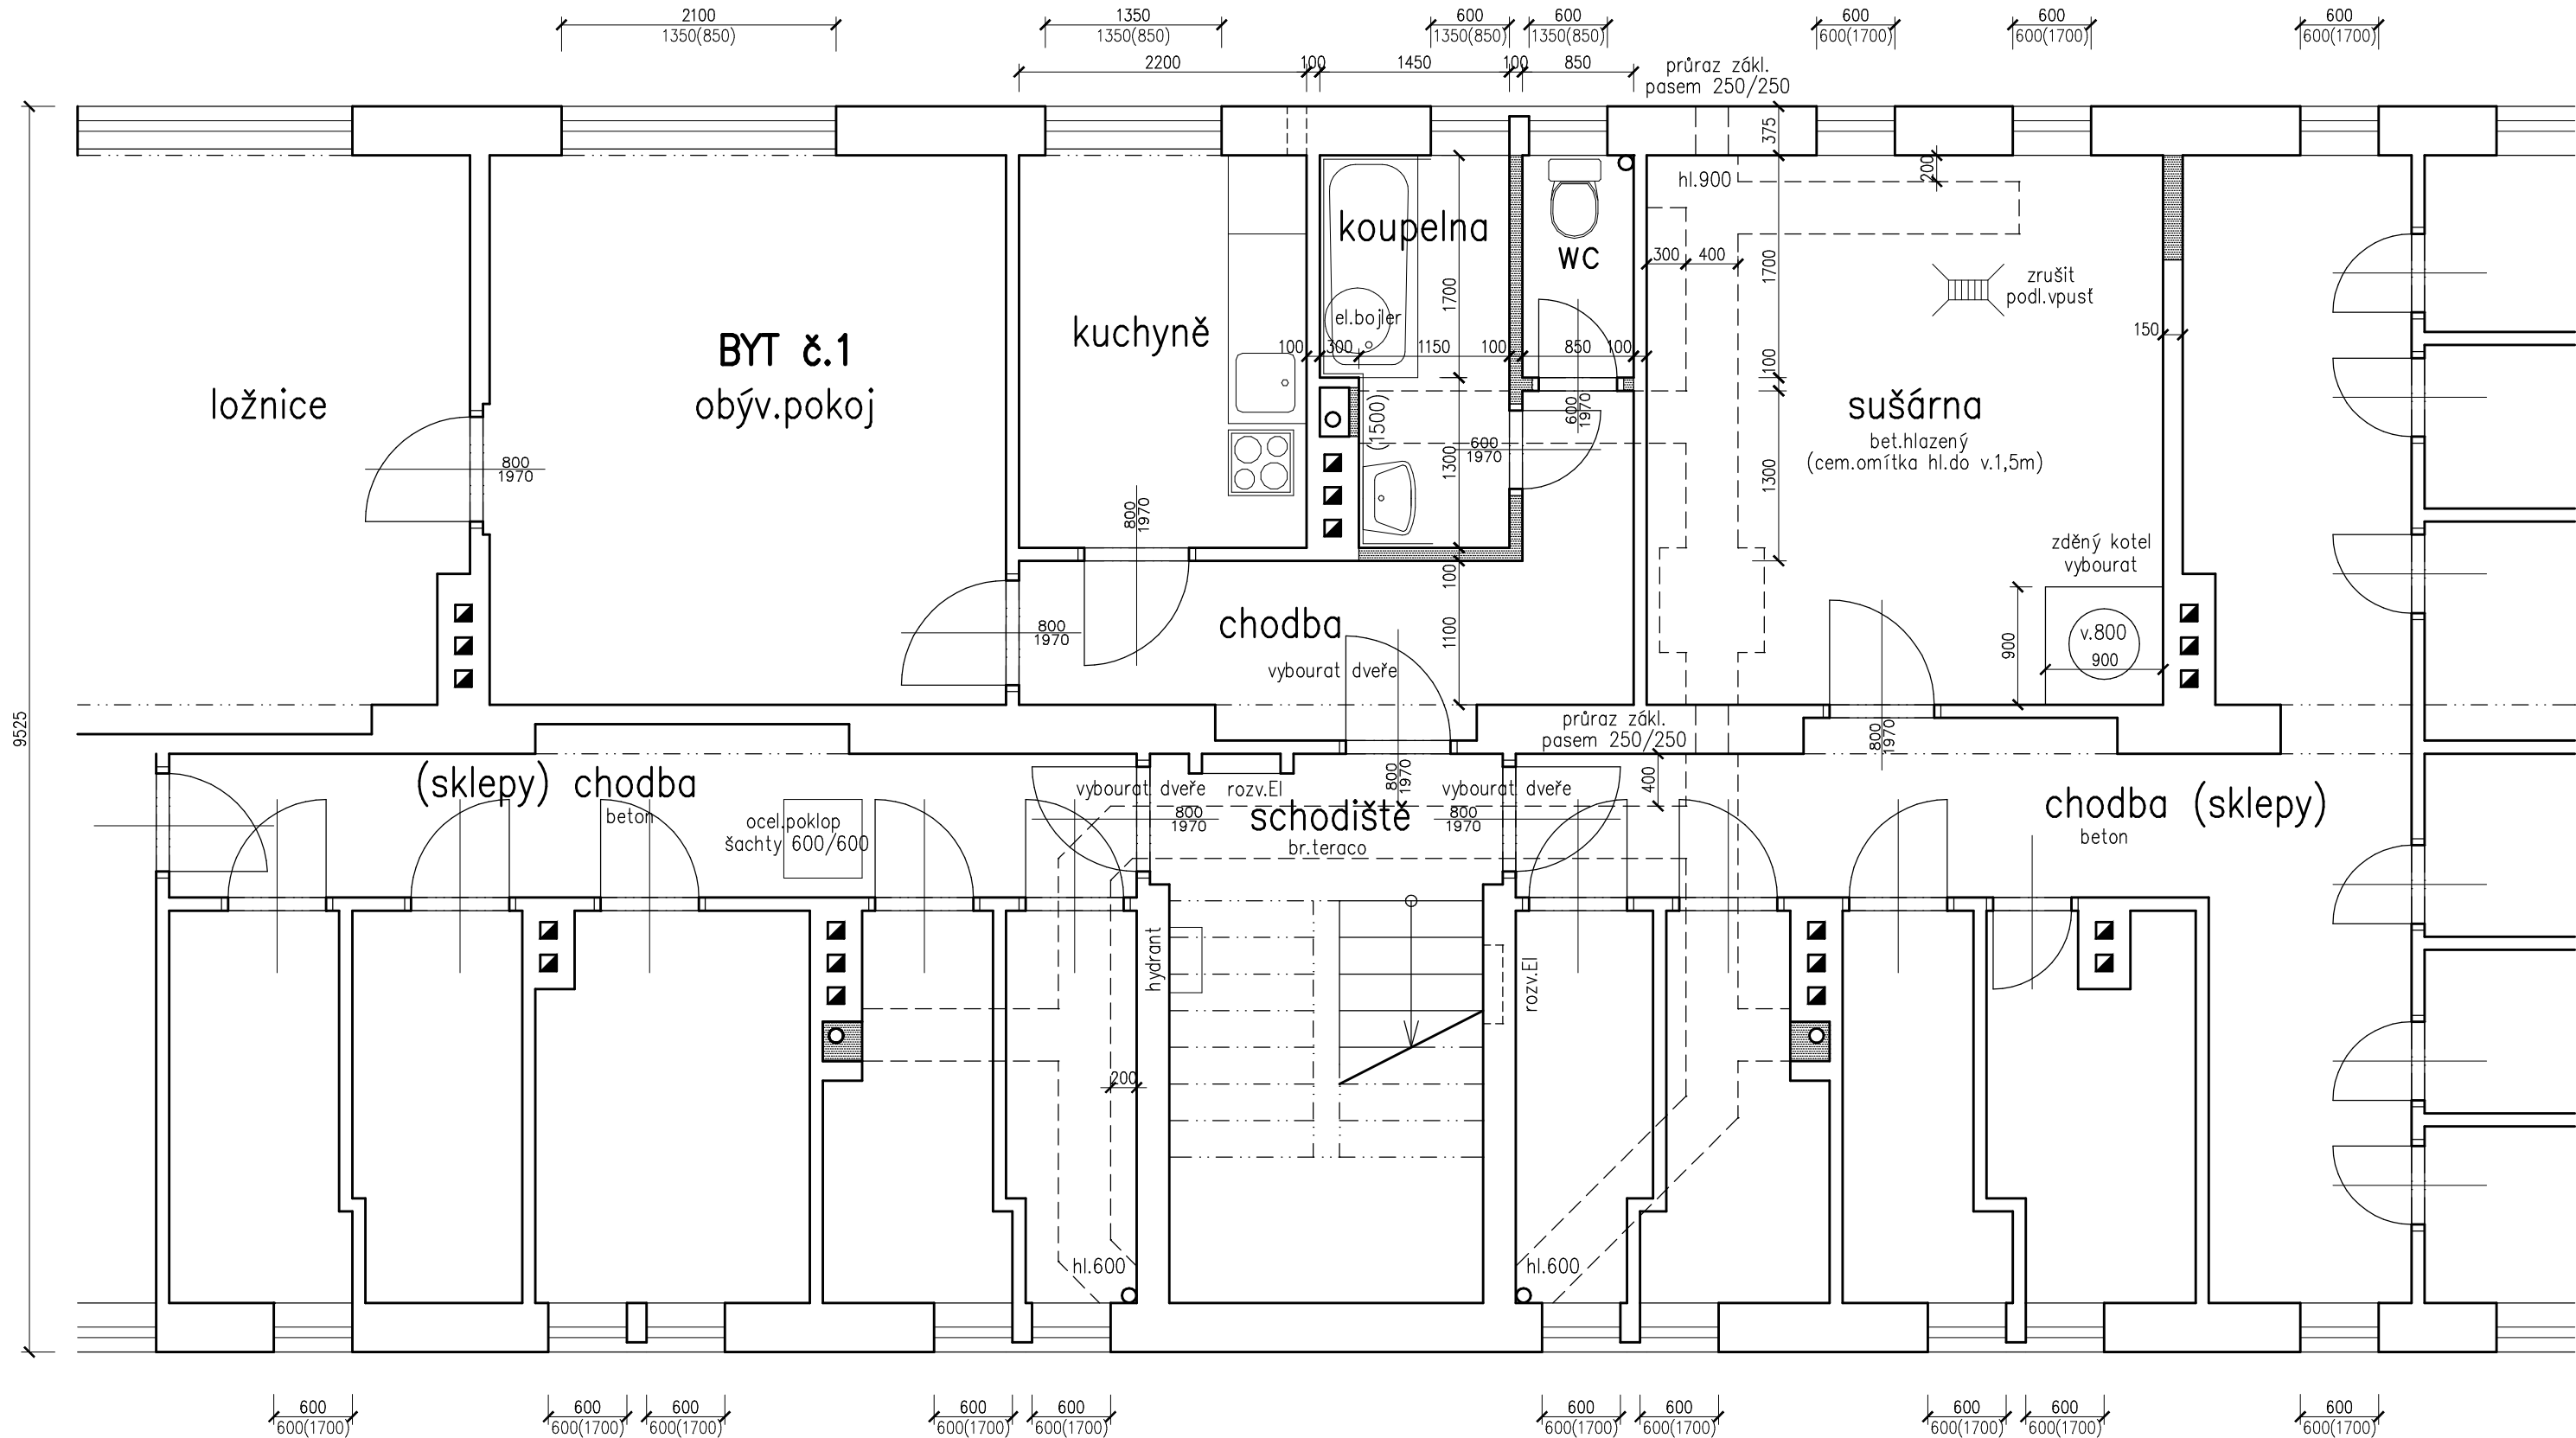 2100
1350(850)
1350
1350(850)
600
1350(850)
600
1350(850)
600
600(1700)
600
600(1700)
600
600(1700)
2200
100
1450
100
850
průraz zákl.
pasem 250/250
375
200
hl.900
koupelna
WC
300
400
1700
1700
zrušit
podl.vpusť
150
el.bojler
kuchyně
BYT č.1
obýv.pokoj
ložnice
100
300
1150
100
850
100
100
sušárna
bet.hlazený
(cem.omítka hl.do v.1,5m)
(1500)
600
1970
600
1970
1300
1300
800
1970
800
1970
zděný kotel
vybourat
v.800
900
900
100
1100
chodba
vybourat dveře
800
1970
9525
průraz zákl.
pasem 250/250
800
1970
400
(sklepy) chodba
beton
ocel.poklop
šachty 600/600
vybourat dveře
rozv.El
800
1970
vybourat dveře
800
1970
schodiště
br.teraco
800
1970
chodba (sklepy)
beton
hydrant
rozv.El
200
hl.600
hl.600
600
600(1700)
600
600(1700)
600
600(1700)
600
600(1700)
600
600(1700)
600
600(1700)
600
600(1700)
600
600(1700)
600
600(1700)
600
600(1700)